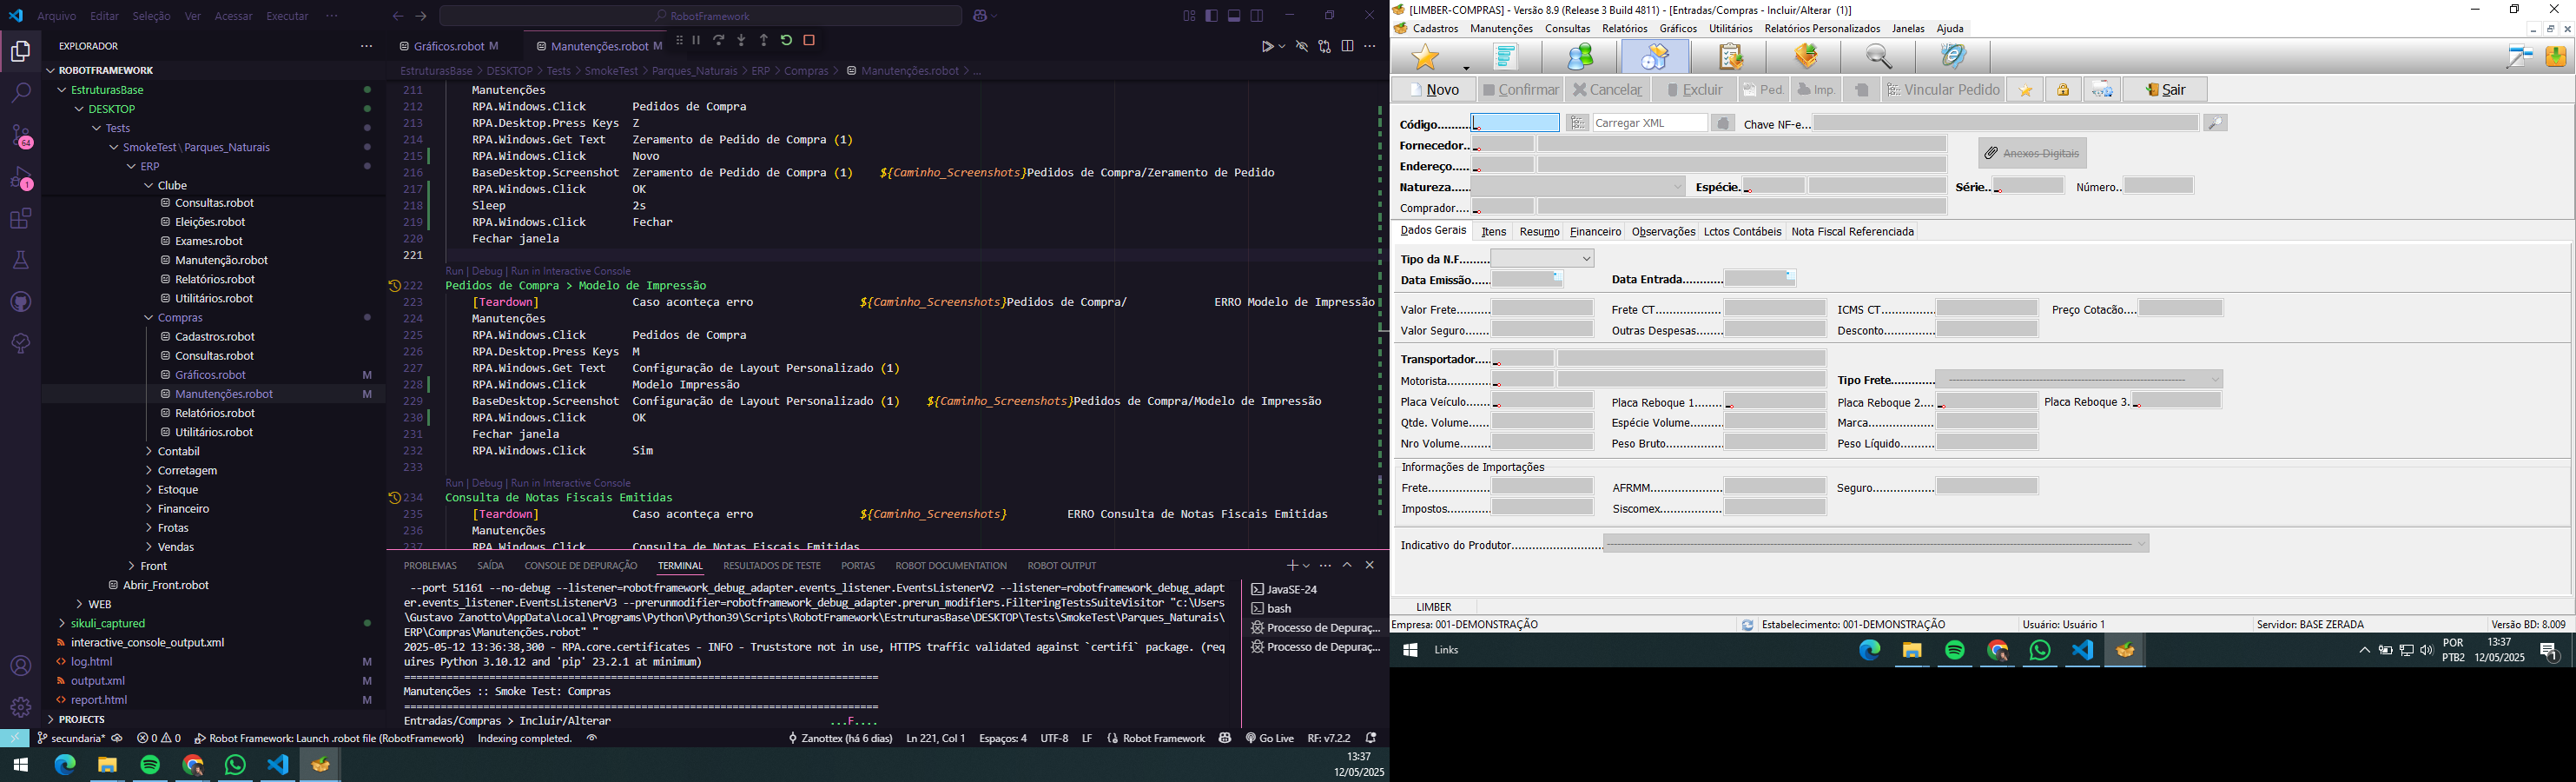 Arquivo Editar Seleção Ver Acessar Executar ···
RobotFramework
EXPLORADOR
ROBOTFRAMEWORK
EstruturasBase
DESKTOP
Tests
SmokeTest\Parques_Naturais
ERP
Clube
Consultas.robot
Eleições.robot
Exames.robot
Manutenção.robot
Relatórios.robot
Utilitários.robot
Compras
Cadastros.robot
Consultas.robot
Gráficos.robot M
Manutenções.robot M
Relatórios.robot
Utilitários.robot
Contabil
Corretagem
Estoque
Financeiro
Frotas
Vendas
Front
Abrir_Front.robot
WEB
sikuli_captured
interactive_console_output.xml
log.html M
output.xml M
report.html M
PROJECTS
64
1
Gráficos.robot M
Manutenções.robot M
EstruturasBase > DESKTOP > Tests > SmokeTest > Parques_Naturais > ERP > Compras > Manutenções.robot > ...
211 Manutenções
212 RPA.Windows.Click Pedidos de Compra
213 RPA.Desktop.Press Keys Z
214 RPA.Windows.Get Text Zeramento de Pedido de Compra (1)
215 RPA.Windows.Click Novo
216 BaseDesktop.Screenshot Zeramento de Pedido de Compra (1) ${Caminho_Screenshots}Pedidos de Compra/Zeramento de Pedido
217 RPA.Windows.Click OK
218 Sleep 2s
219 RPA.Windows.Click Fechar
220 Fechar janela
221
Run | Debug | Run in Interactive Console
222 Pedidos de Compra > Modelo de Impressão
223 [Teardown] Caso aconteça erro ${Caminho_Screenshots}Pedidos de Compra/ ERRO Modelo de Impressão
224 Manutenções
225 RPA.Windows.Click Pedidos de Compra
226 RPA.Desktop.Press Keys M
227 RPA.Windows.Get Text Configuração de Layout Personalizado (1)
228 RPA.Windows.Click Modelo Impressão
229 BaseDesktop.Screenshot Configuração de Layout Personalizado (1) ${Caminho_Screenshots}Pedidos de Compra/Modelo de Impressão
230 RPA.Windows.Click OK
231 Fechar janela
232 RPA.Windows.Click Sim
233
Run | Debug | Run in Interactive Console
234 Consulta de Notas Fiscais Emitidas
235 [Teardown] Caso aconteça erro ${Caminho_Screenshots} ERRO Consulta de Notas Fiscais Emitidas
236 Manutenções
237 RPA.Windows.Click Consulta de Notas Fiscais Emitidas
PROBLEMAS SAÍDA CONSOLE DE DEPURAÇÃO TERMINAL RESULTADOS DE TESTE PORTAS ROBOT DOCUMENTATION ROBOT OUTPUT
--port 51161 --no-debug --listener=robotframework_debug_adapter.events_listener.EventsListenerV2 --listener=robotframework_debug_adapt
er.events_listener.EventsListenerV3 --prerunmodifier=robotframework_debug_adapter.prerun_modifiers.FilteringTestsSuiteVisitor "c:\Users
\Gustavo Zanotto\AppData\Local\Programs\Python\Python39\Scripts\RobotFramework\EstruturasBase\DESKTOP\Tests\SmokeTest\Parques_Naturais\
ERP\Compras\Manutenções.robot" "
2025-05-12 13:36:38,300 - RPA.core.certificates - INFO - Truststore not in use, HTTPS traffic validated against `certifi` package. (req
uires Python 3.10.12 and 'pip' 23.2.1 at minimum)
==============================================================================
Manutenções :: Smoke Test: Compras
==============================================================================
Entradas/Compras > Incluir/Alterar ...F....
JavaSE-24
bash
Processo de Depuraç...
Processo de Depuraç...
secundaria* 0 0 Robot Framework: Launch .robot file (RobotFramework) Indexing completed. Zanottex (há 6 dias) Ln 221, Col 1 Espaços: 4 UTF-8 LF Robot Framework Go Live RF: v7.2.2
13:37
12/05/2025
[LIMBER-COMPRAS] - Versão 8.9 (Release 3 Build 4811) - [Entradas/Compras - Incluir/Alterar (1)]
Cadastros Manutenções Consultas Relatórios Gráficos Utilitários Relatórios Personalizados Janelas Ajuda
Novo Confirmar Cancelar Excluir Ped. Imp. Vincular Pedido Sair
Código.......... Carregar XML Chave NF-e...
Fornecedor.. Anexos Digitais
Endereço.....
Natureza...... Espécie. Série.. Número..
Comprador....
Dados Gerais Itens Resumo Financeiro Observações Lctos Contábeis Nota Fiscal Referenciada
Tipo da N.F.........
Data Emissão...... Data Entrada............
Valor Frete.......... Frete CT.................... ICMS CT................ Preço Cotacão....
Valor Seguro....... Outras Despesas........ Desconto................
Transportador.....
Motorista............. Tipo Frete.............
Placa Veículo....... Placa Reboque 1........ Placa Reboque 2.... Placa Reboque 3.
Qtde. Volume...... Espécie Volume......... Marca....................
Nro Volume......... Peso Bruto................ Peso Líquido..........
Informações de Importações
Frete................... AFRMM...................... Seguro..................
Impostos............. Siscomex...................
Indicativo do Produtor..........................
LIMBER
Empresa: 001-DEMONSTRAÇÃO Estabelecimento: 001-DEMONSTRAÇÃO Usuário: Usuário 1 Servidor: BASE ZERADA Versão BD: 8.009
Links
POR
PTB2
13:37
12/05/2025
1